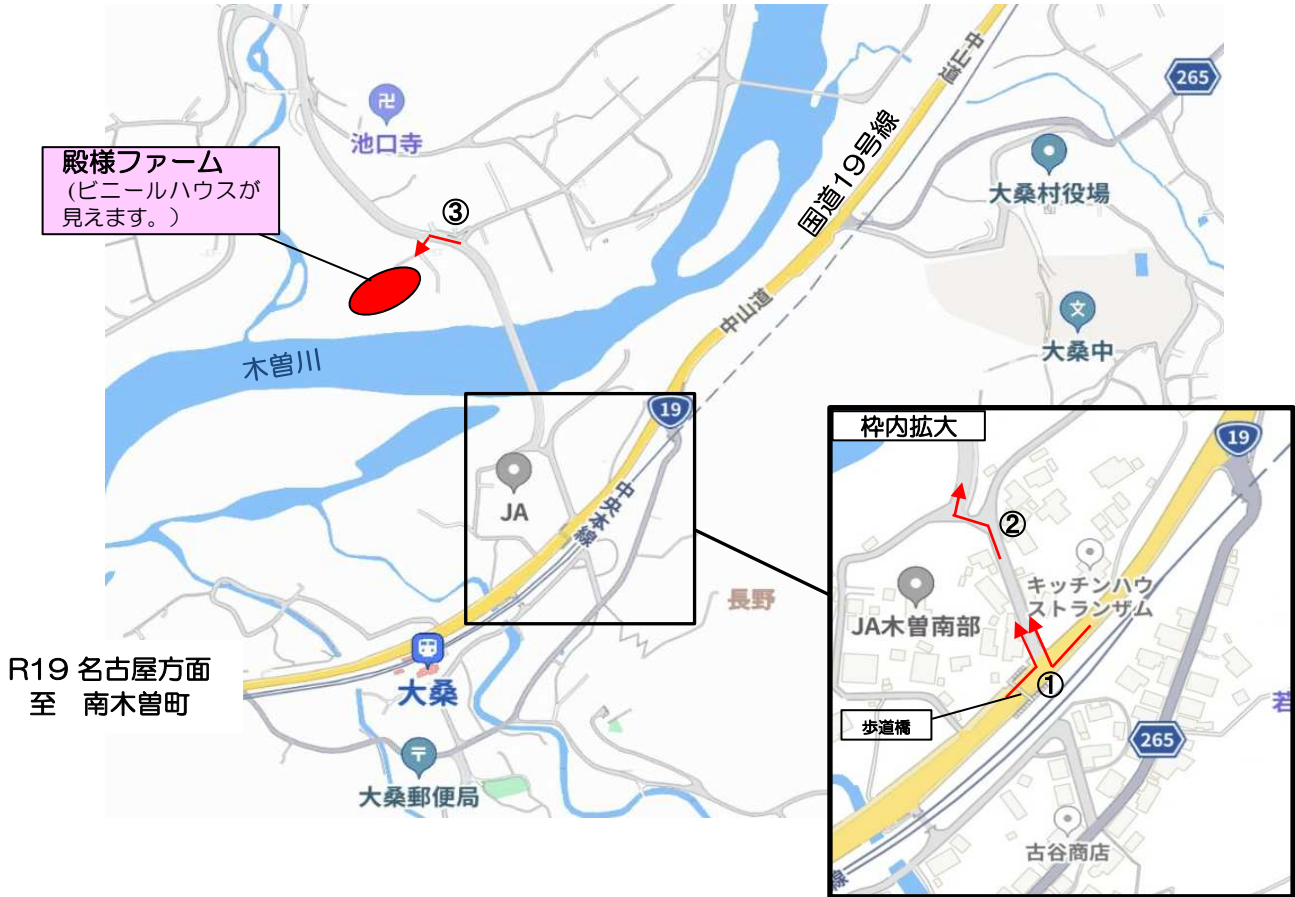 中山道
265
池口寺
国道19号線
大桑村役場
殿様ファーム
(ビニールハウスが
見えます。)
③
中山道
大桑中
木曽川
19
枠内拡大
19
中央本線
JA
②
キッチンハウ
ストランザム
長野
JA木曽南部
R19 名古屋方面
至 南木曽町
大桑
①
歩道橋
若
265
大桑郵便局
古谷商店
線